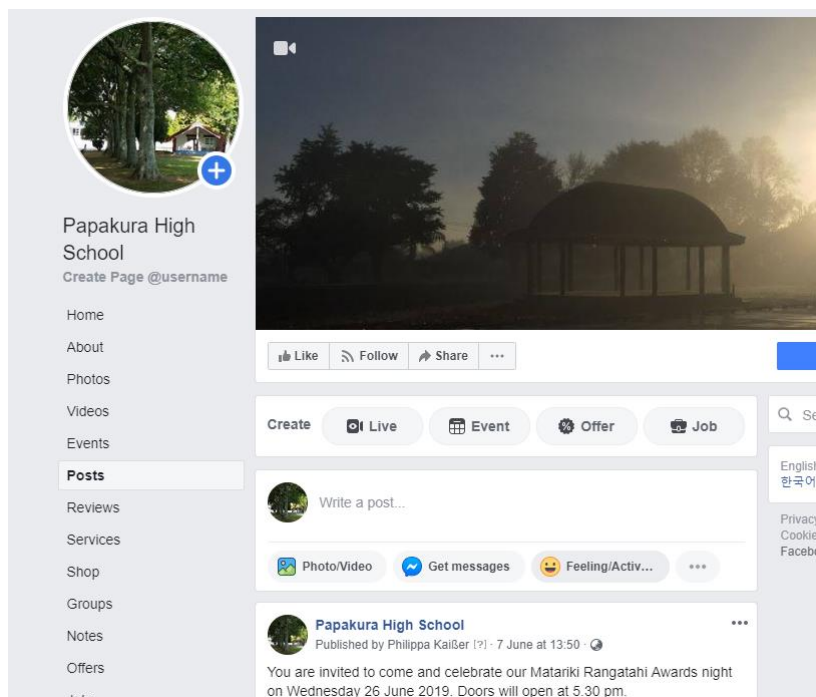 Papakura High
School
Create Page @username
Home
About
Photos
Videos
Events
Posts
Reviews
Services
Shop
Groups
Notes
Offers
Like Follow Share ...
Create Live Event Offer Job
Write a post...
Photo/Video Get messages Feeling/Activ... ...
Papakura High School ...
Published by Philippa Kaißer [?] · 7 June at 13:50 ·
You are invited to come and celebrate our Matariki Rangatahi Awards night
on Wednesday 26 June 2019. Doors will open at 5.30 pm.
한국어